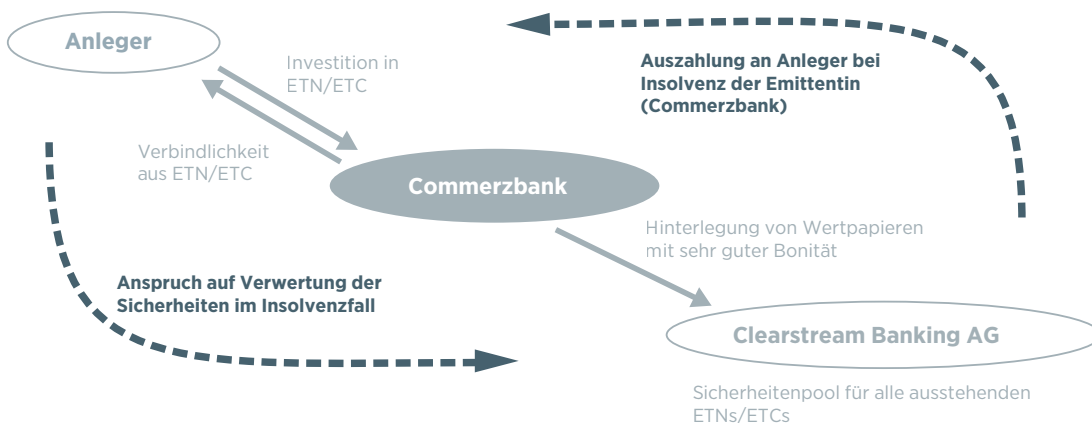 Anleger
Investition in
ETN/ETC
Auszahlung an Anleger bei
Insolvenz der Emittentin
(Commerzbank)
Verbindlichkeit
aus ETN/ETC
Commerzbank
Hinterlegung von Wertpapieren
mit sehr guter Bonität
Anspruch auf Verwertung der
Sicherheiten im Insolvenzfall
Clearstream Banking AG
Sicherheitenpool für alle ausstehenden
ETNs/ETCs